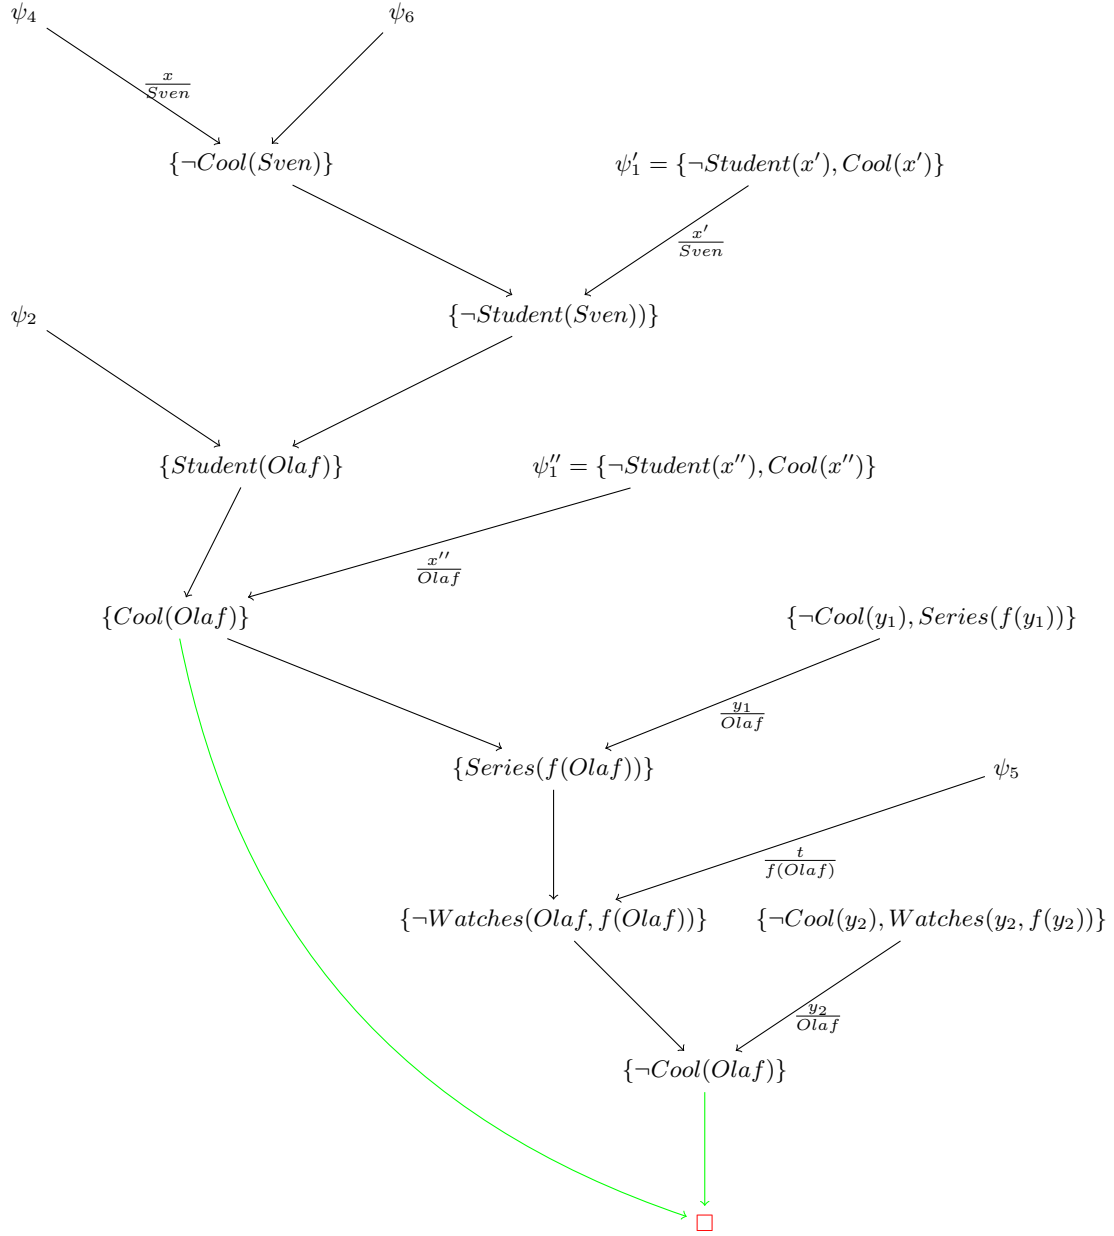 ψ₄ ψ₆
x/Sven
{¬Cool(Sven)} ψ₁′ = {¬Student(x′), Cool(x′)}
x′/Sven
ψ₂ {¬Student(Sven))}
{Student(Olaf)} ψ₁′′ = {¬Student(x′′), Cool(x′′)}
x′′/Olaf
{Cool(Olaf)} {¬Cool(y₁), Series(f(y₁))}
y₁/Olaf
{Series(f(Olaf))} ψ₅
t/f(Olaf)
{¬Watches(Olaf, f(Olaf))} {¬Cool(y₂), Watches(y₂, f(y₂))}
y₂/Olaf
{¬Cool(Olaf)}
□